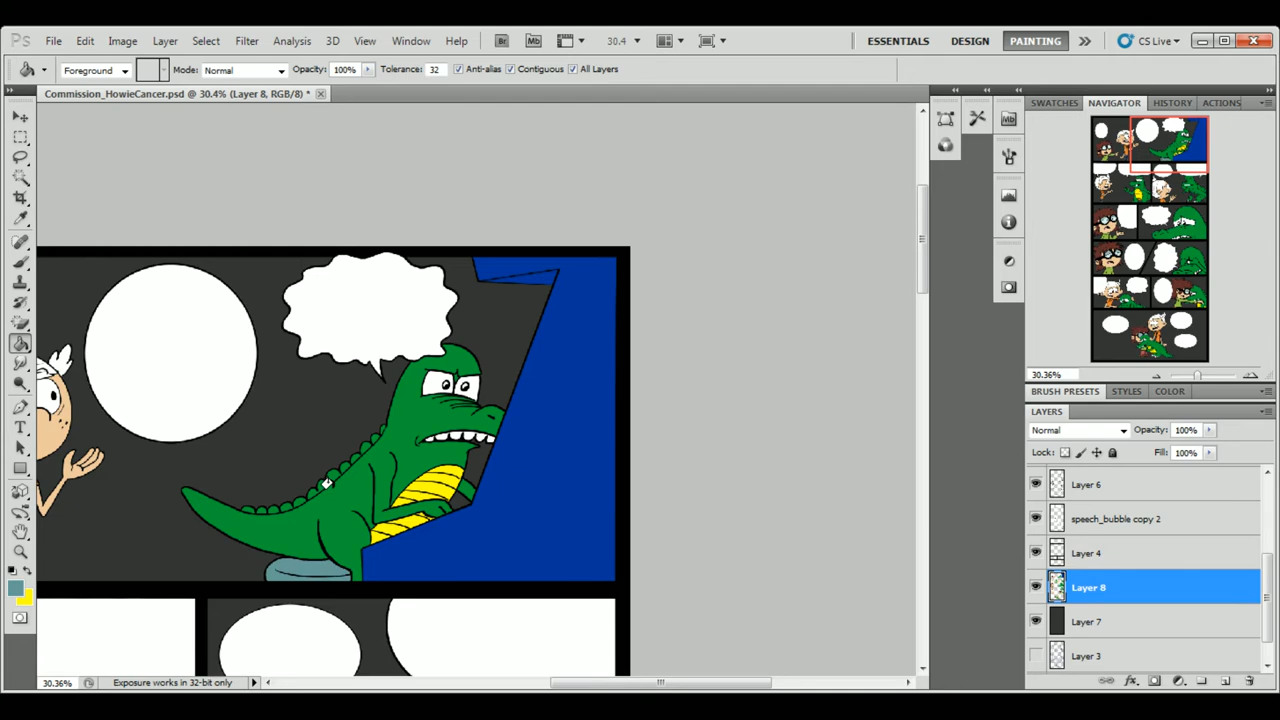 Ps File Edit Image Layer Select Filter Analysis 3D View Window Help Br Mb 30.4 ESSENTIALS DESIGN PAINTING CS Live
Foreground Mode: Normal Opacity: 100% Tolerance: 32 Anti-alias Contiguous All Layers
Commission_HowieCancer.psd @ 30.4% (Layer 8, RGB/8) *
SWATCHES NAVIGATOR HISTORY ACTIONS
Mb
30.36%
BRUSH PRESETS STYLES COLOR
LAYERS
Normal Opacity: 100%
Lock: Fill: 100%
Layer 6
speech_bubble copy 2
Layer 4
Layer 8
Layer 7
Layer 3
30.36% Exposure works in 32-bit only
fx